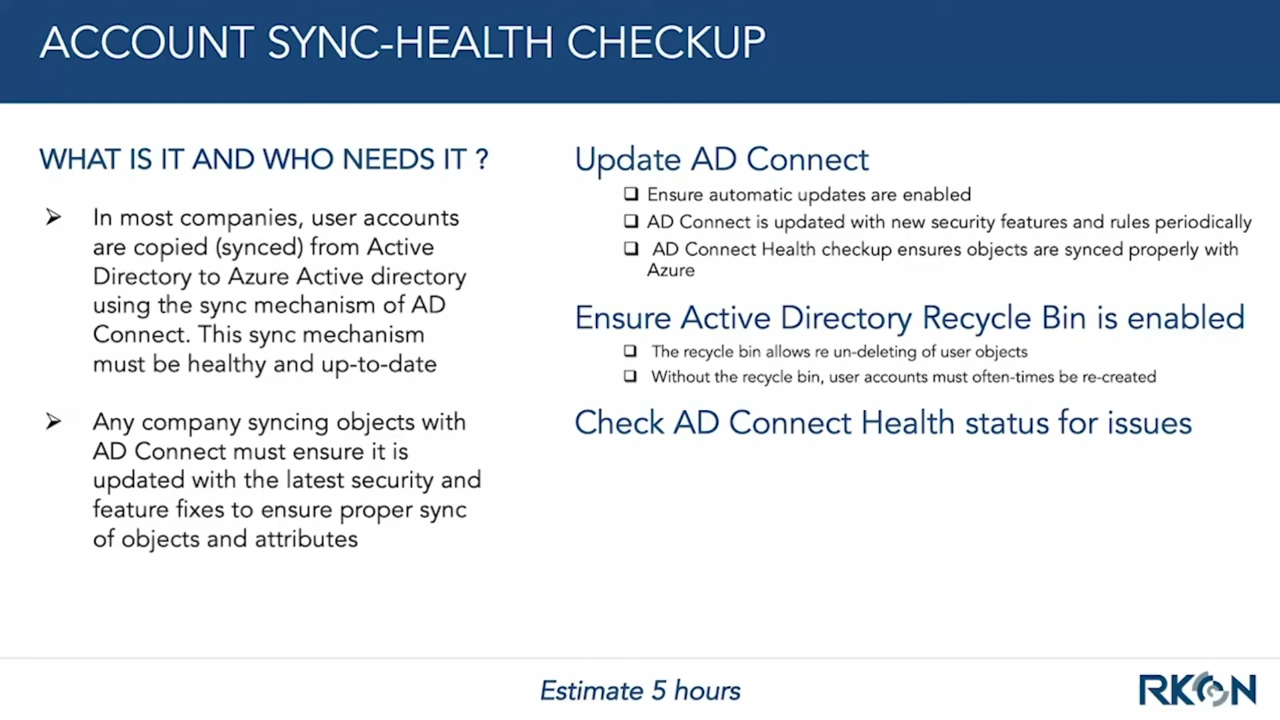 ACCOUNT SYNC-HEALTH CHECKUP
WHAT IS IT AND WHO NEEDS IT ?
In most companies, user accounts
are copied (synced) from Active
Directory to Azure Active directory
using the sync mechanism of AD
Connect. This sync mechanism
must be healthy and up-to-date
Any company syncing objects with
AD Connect must ensure it is
updated with the latest security and
feature fixes to ensure proper sync
of objects and attributes
Update AD Connect
Ensure automatic updates are enabled
AD Connect is updated with new security features and rules periodically
AD Connect Health checkup ensures objects are synced properly with
Azure
Ensure Active Directory Recycle Bin is enabled
The recycle bin allows re un-deleting of user objects
Without the recycle bin, user accounts must often-times be re-created
Check AD Connect Health status for issues
Estimate 5 hours
RKON